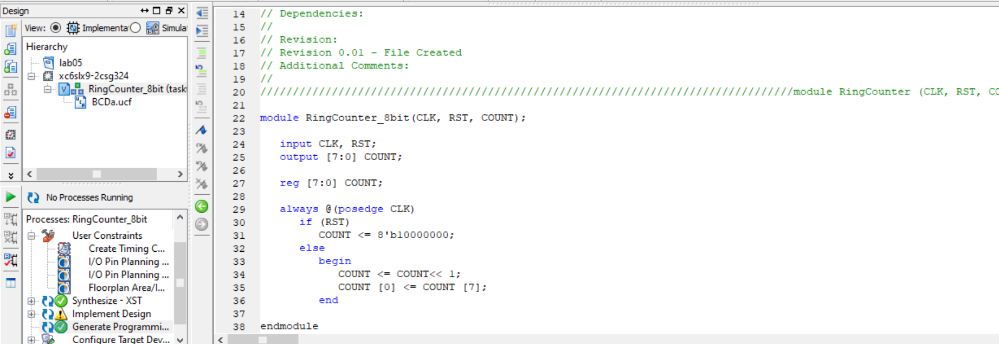 Design
View: Implementa Simula
Hierarchy
lab05
xc6slx9-2csg324
RingCounter_8bit (task
BCDa.ucf
No Processes Running
Processes: RingCounter_8bit
User Constraints
Create Timing C...
I/O Pin Planning ...
I/O Pin Planning ...
Floorplan Area/I...
Synthesize - XST
Implement Design
Generate Programmi...
Configure Target Dev...
14 // Dependencies:
15 //
16 // Revision:
17 // Revision 0.01 - File Created
18 // Additional Comments:
19 //
20 //////////////////////////////////////////////////////////////////////////////////module RingCounter (CLK, RST, CO
21
22 module RingCounter_8bit(CLK, RST, COUNT);
23
24 input CLK, RST;
25 output [7:0] COUNT;
26
27 reg [7:0] COUNT;
28
29 always @(posedge CLK)
30 if (RST)
31 COUNT <= 8'b10000000;
32 else
33 begin
34 COUNT <= COUNT<< 1;
35 COUNT [0] <= COUNT [7];
36 end
37
38 endmodule